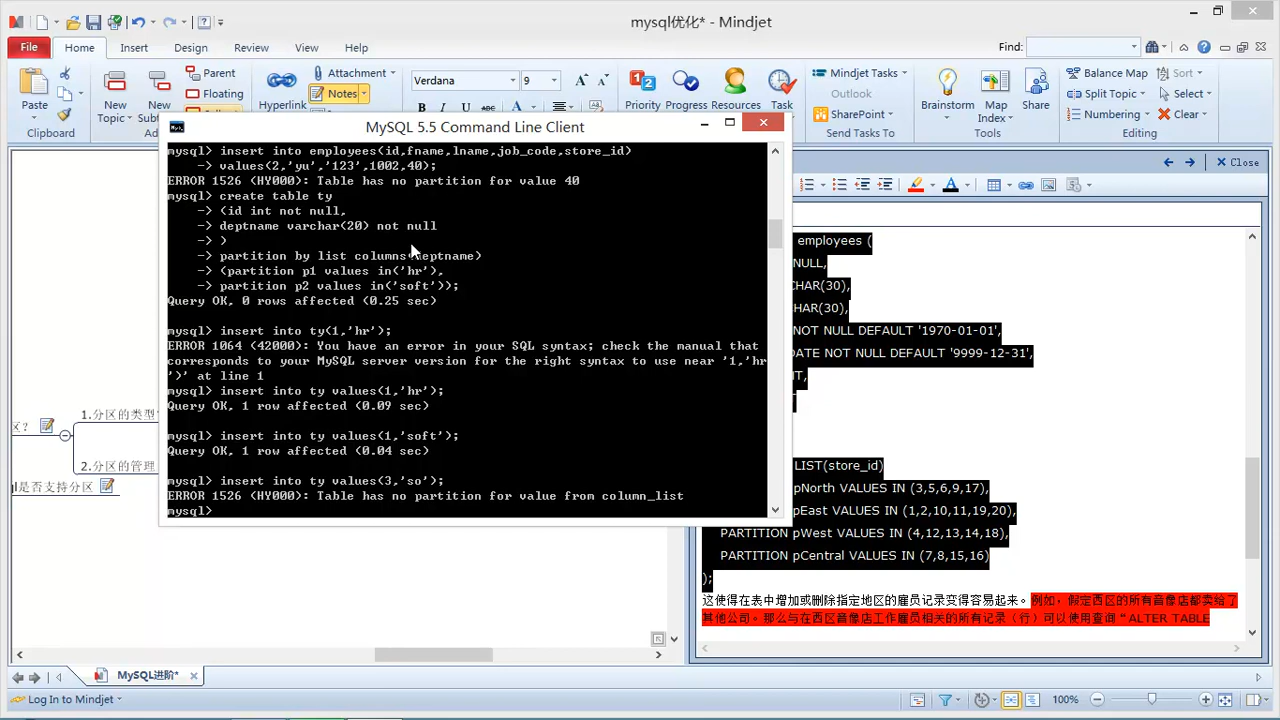 mysql优化* - Mindjet
File Home Insert Design Review View Help
Find:
Paste
Clipboard
New Topic
New
Parent
Floating
Hyperlink
Attachment
Notes
Verdana
9
B I U abc A
Priority Progress Resources Task
Mindjet Tasks
Outlook
SharePoint
Tasks
Brainstorm
Map Index
Share
Tools
Balance Map
Split Topic
Numbering
Sort
Select
Clear
Editing
Close
MySQL 5.5 Command Line Client
mysql> insert into employees(id,fname,lname,job_code,store_id)
-> values(2,'yu','123',1002,40);
ERROR 1526 (HY000): Table has no partition for value 40
mysql> create table ty
-> (id int not null,
-> deptname varchar(20) not null
-> )
-> partition by list columns(deptname)
-> (partition p1 values in('hr'),
-> partition p2 values in('soft'));
Query OK, 0 rows affected (0.25 sec)
mysql> insert into ty(1,'hr');
ERROR 1064 (42000): You have an error in your SQL syntax; check the manual that
corresponds to your MySQL server version for the right syntax to use near '1,'hr
')' at line 1
mysql> insert into ty values(1,'hr');
Query OK, 1 row affected (0.09 sec)
mysql> insert into ty values(1,'soft');
Query OK, 1 row affected (0.04 sec)
mysql> insert into ty values(3,'so');
ERROR 1526 (HY000): Table has no partition for value from column_list
mysql>
区?
1.分区的类型
2.分区的管理
是否支持分区
employees (
NULL,
CHAR(30),
CHAR(30),
NOT NULL DEFAULT '1970-01-01',
DATE NOT NULL DEFAULT '9999-12-31',
T,
LIST(store_id)
pNorth VALUES IN (3,5,6,9,17),
pEast VALUES IN (1,2,10,11,19,20),
PARTITION pWest VALUES IN (4,12,13,14,18),
PARTITION pCentral VALUES IN (7,8,15,16)
);
这使得在表中增加或删除指定地区的雇员记录变得容易起来。例如，假定西区的所有音像店都卖给了
其他公司。那么与在西区音像店工作雇员相关的所有记录（行）可以使用查询“ALTER TABLE
MySQL进阶*
Log In to Mindjet
100%